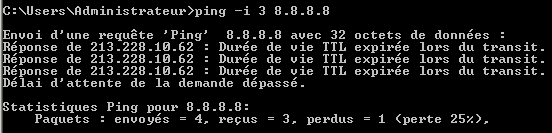 C:\Users\Administrateur>ping -i 3 8.8.8.8
Envoi d'une requête 'Ping'  8.8.8.8 avec 32 octets de données :
Réponse de 213.228.10.62 : Durée de vie TTL expirée lors du transit.
Réponse de 213.228.10.62 : Durée de vie TTL expirée lors du transit.
Réponse de 213.228.10.62 : Durée de vie TTL expirée lors du transit.
Délai d'attente de la demande dépassé.
Statistiques Ping pour 8.8.8.8:
Paquets : envoyés = 4, reçus = 3, perdus = 1 (perte 25%),